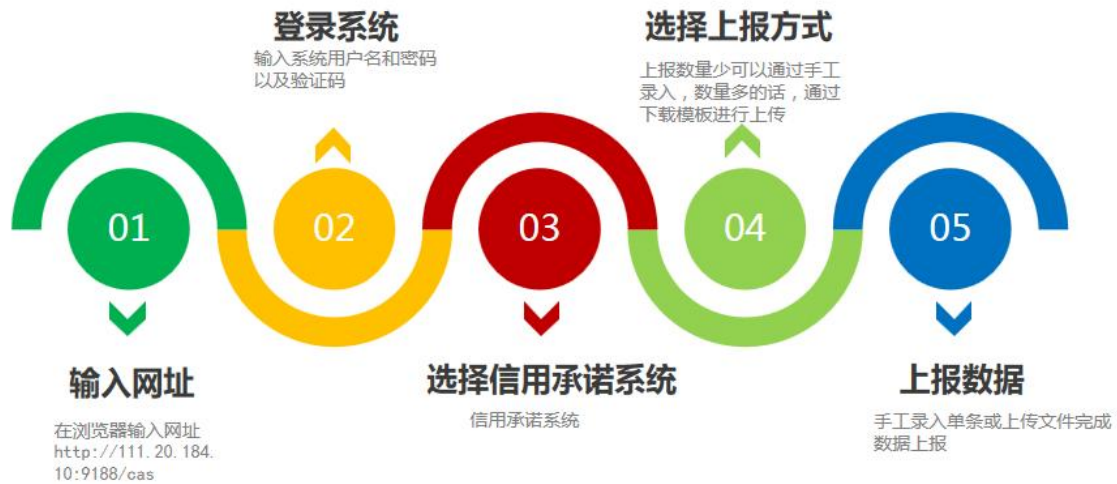 01
输入网址
在浏览器输入网址
http://111.20.184.
10:9188/cas
登录系统
输入系统用户名和密码
以及验证码
02
03
选择信用承诺系统
信用承诺系统
选择上报方式
上报数量少可以通过手工
录入，数量多的话，通过
下载模板进行上传
04
05
上报数据
手工录入单条或上传文件完成
数据上报